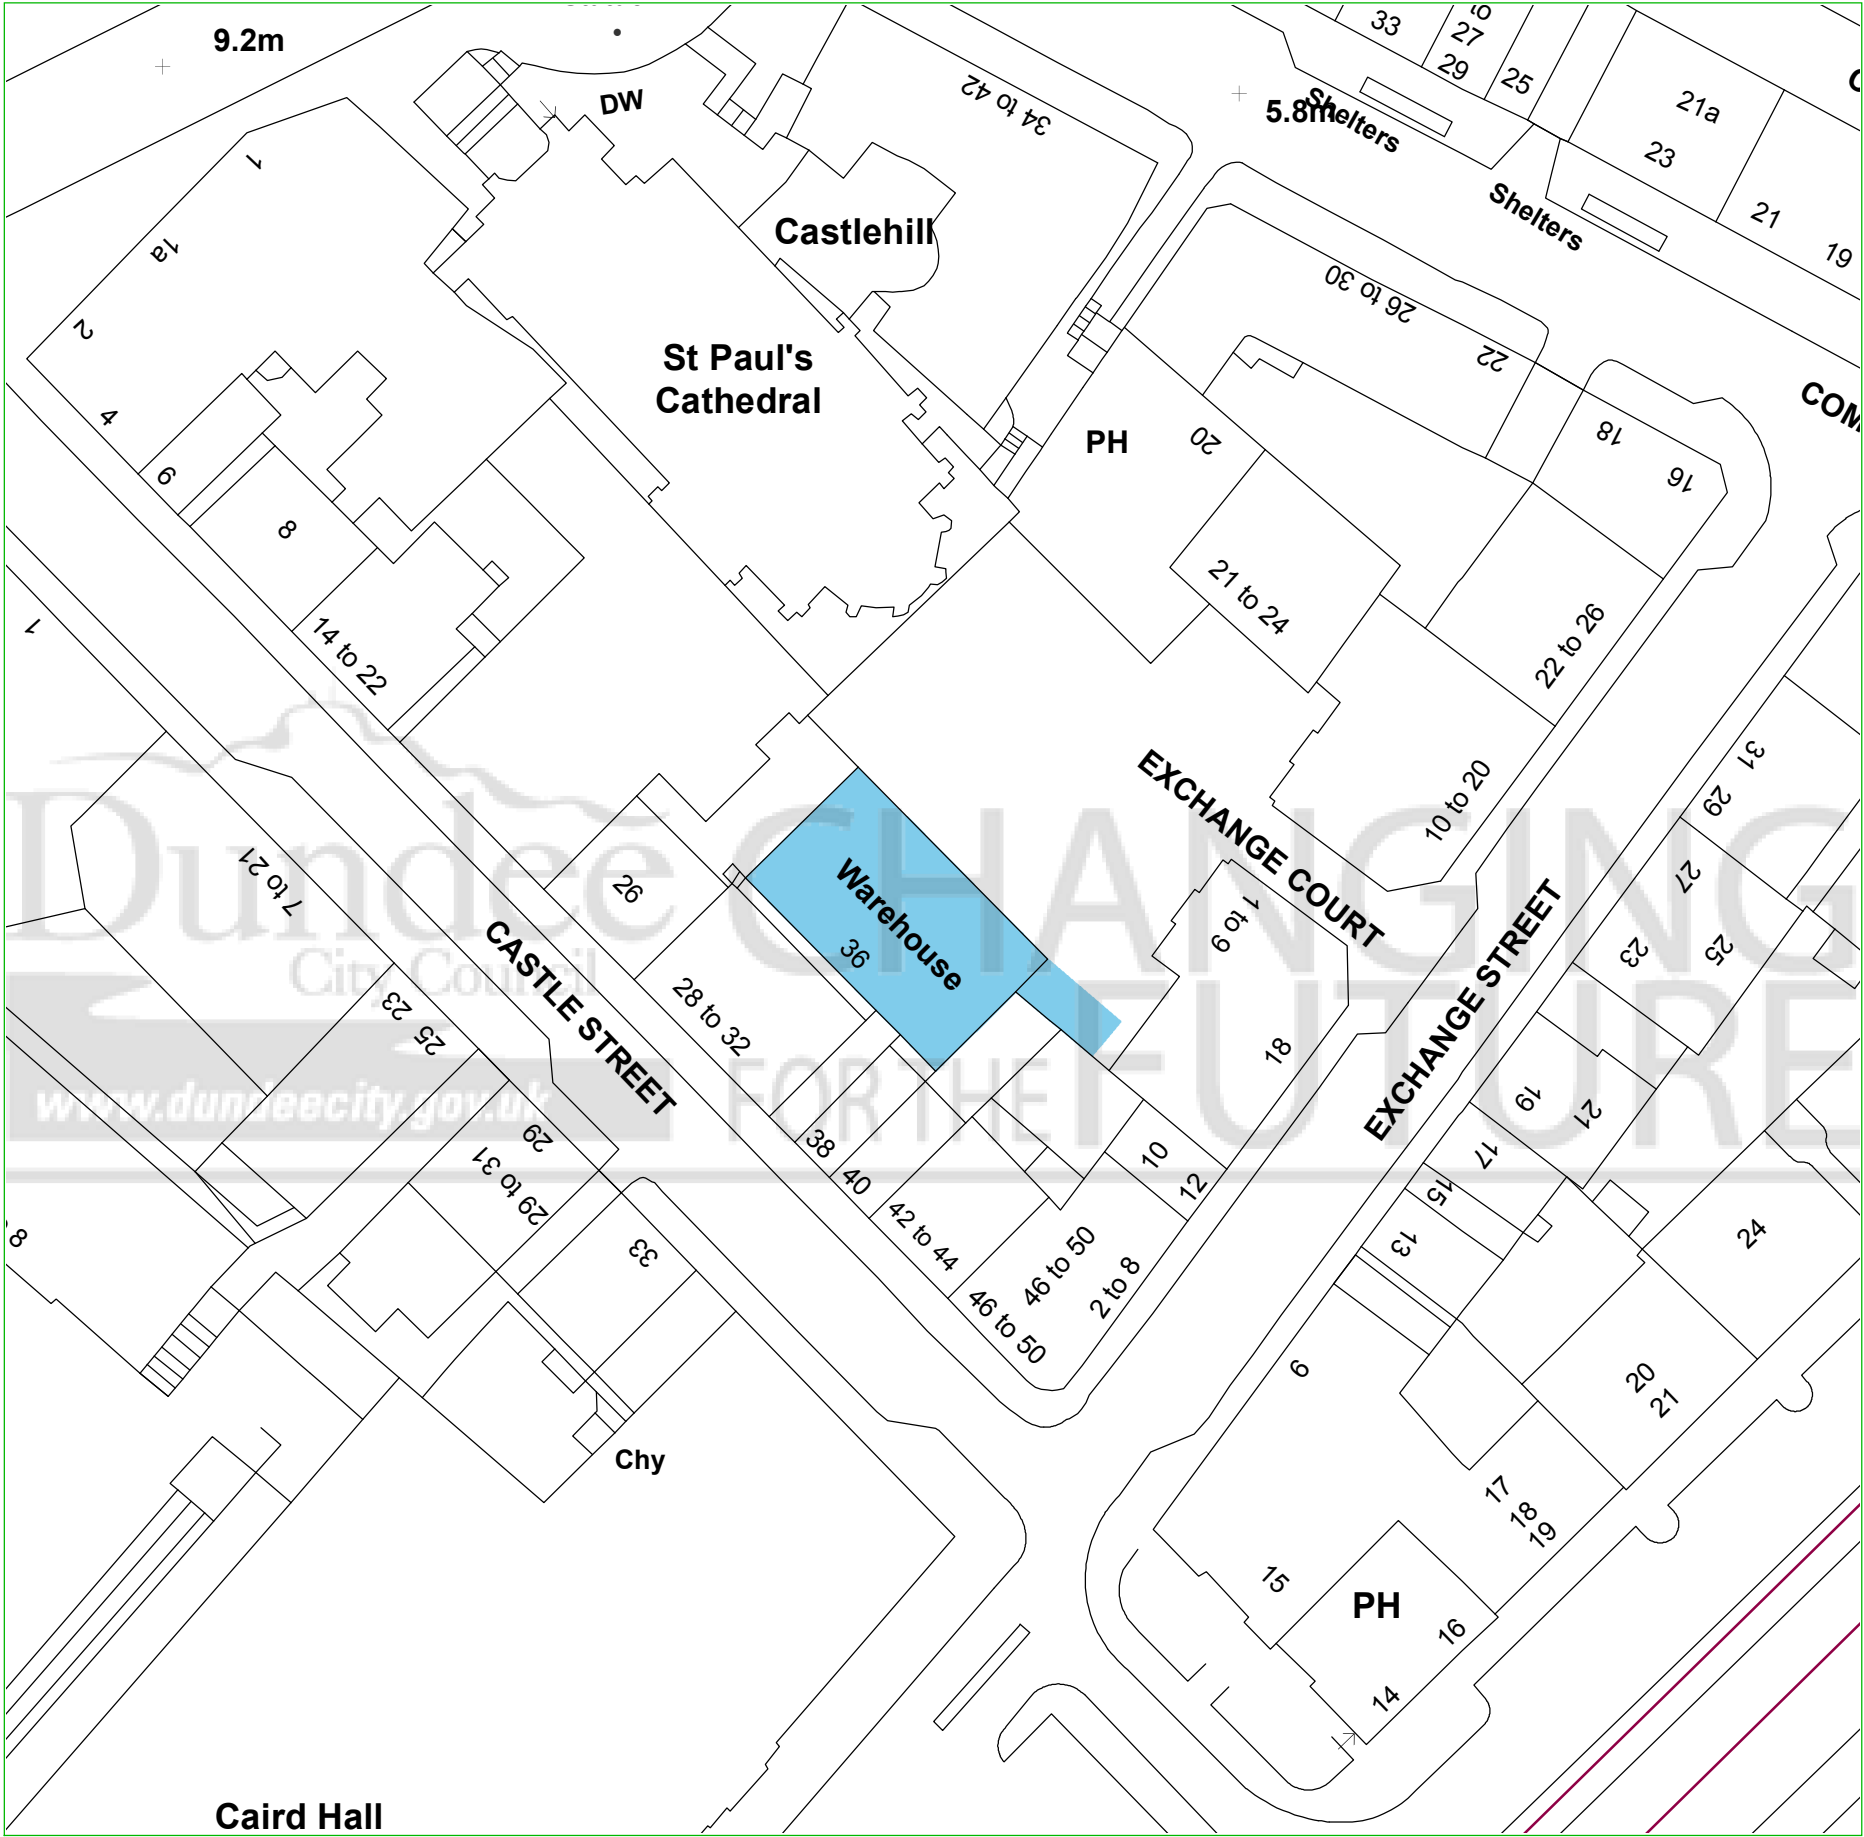 9.2m
DW
34 to 42
5.8m
Shelters
33
27
29
25
21a
23
21
19
Shelters
1
1a
2
4
6
8
Castlehill
St Paul's
Cathedral
26 to 30
22
18
16
PH
20
21 to 24
22 to 26
14 to 22
1
EXCHANGE COURT
10 to 20
31
29
27
25
23
Dundee
City Council
www.dundeecity.gov.uk
CHANGING
FOR THE FUTURE
7 to 21
26
Warehouse
36
1 to 9
18
CASTLE STREET
28 to 32
EXCHANGE STREET
23
25
29
29 to 31
33
38
40
42 to 44
46 to 50
46 to 50
2 to 8
10
12
19
21
17
15
13
24
8
6
20
21
17
18
19
Chy
15
PH
16
14
Caird Hall